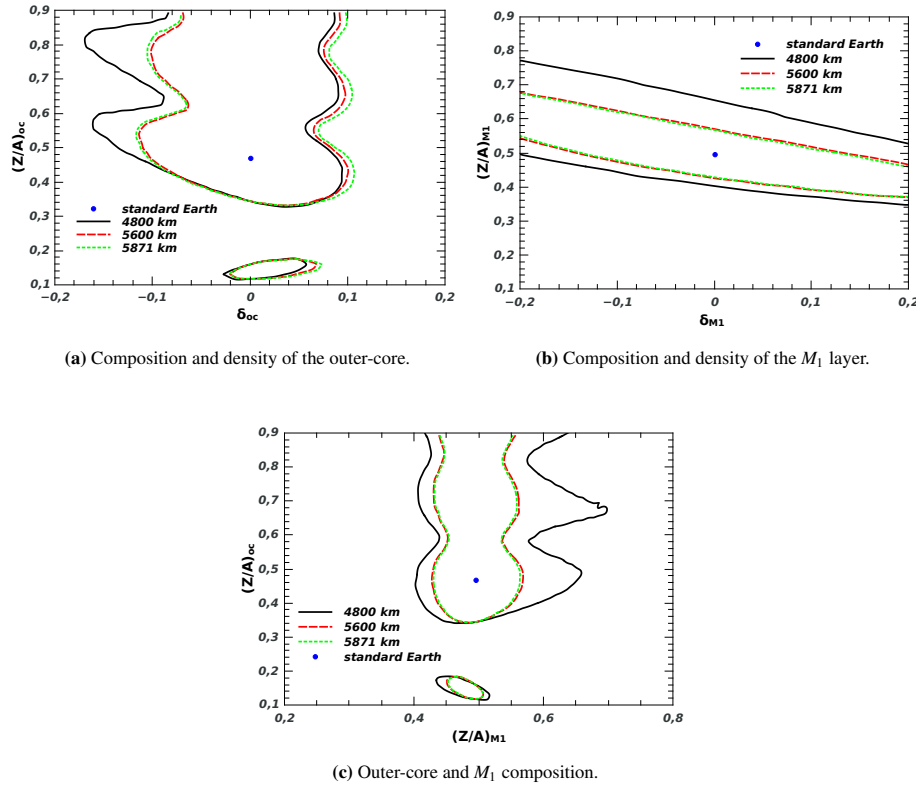 0,9
0,8
0,7
0,6
0,5
0,4
0,3
0,2
0,1
(Z/A)oc
standard Earth
4800 km
5600 km
5871 km
−0,2
−0,1
0
0,1
0,2
δoc
(a) Composition and density of the outer-core.
0,9
0,8
0,7
0,6
0,5
0,4
0,3
0,2
0,1
0
(Z/A)M1
standard Earth
4800 km
5600 km
5871 km
−0,2
−0,1
0
0,1
0,2
δM1
(b) Composition and density of the M1 layer.
0,9
0,8
0,7
0,6
0,5
0,4
0,3
0,2
0,1
(Z/A)oc
4800 km
5600 km
5871 km
standard Earth
0,2
0,4
0,6
0,8
(Z/A)M1
(c) Outer-core and M1 composition.